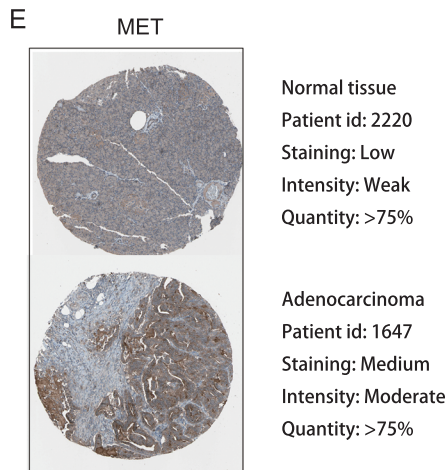 E
MET
Normal tissue
Patient id: 2220
Staining: Low
Intensity: Weak
Quantity: >75%
Adenocarcinoma
Patient id: 1647
Staining: Medium
Intensity: Moderate
Quantity: >75%